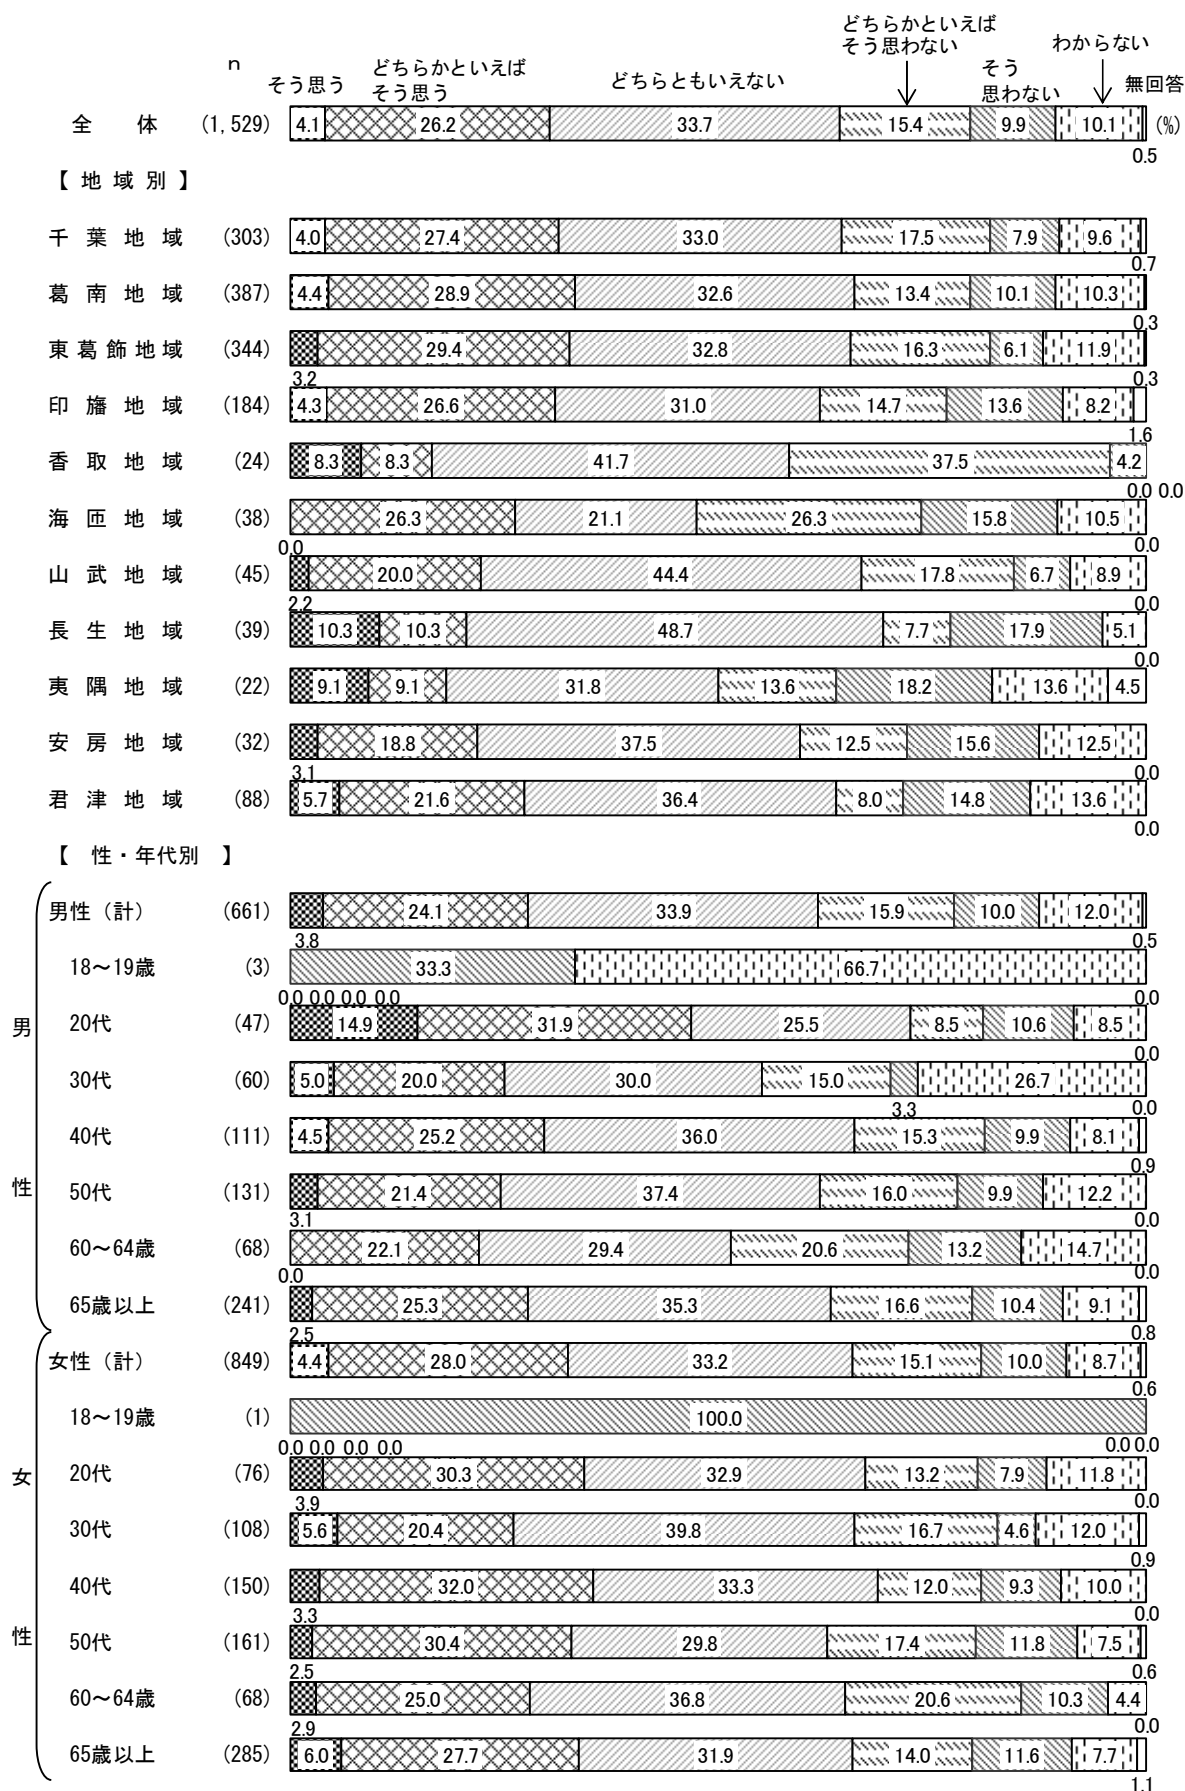 n
そう思う
どちらかといえば
そう思う
どちらともいえない
どちらかといえば
そう思わない
そう
思わない
わからない
無回答
全体 (1,529) 4.1 26.2 33.7 15.4 9.9 10.1 (%)
0.5
【地域別】
千葉地域 (303) 4.0 27.4 33.0 17.5 7.9 9.6
0.7
葛南地域 (387) 4.4 28.9 32.6 13.4 10.1 10.3
0.3
東葛飾地域 (344) 29.4 32.8 16.3 6.1 11.9
3.2 0.3
印旛地域 (184) 4.3 26.6 31.0 14.7 13.6 8.2
1.6
香取地域 (24) 8.3 8.3 41.7 37.5 4.2
0.0 0.0
海匝地域 (38) 26.3 21.1 26.3 15.8 10.5
0.0 0.0
山武地域 (45) 20.0 44.4 17.8 6.7 8.9
2.2 0.0
長生地域 (39) 10.3 10.3 48.7 7.7 17.9 5.1
0.0
夷隅地域 (22) 9.1 9.1 31.8 13.6 18.2 13.6 4.5
安房地域 (32) 18.8 37.5 12.5 15.6 12.5
3.1 0.0
君津地域 (88) 5.7 21.6 36.4 8.0 14.8 13.6
0.0
【 性・年代別 】
男性
男性(計) (661) 24.1 33.9 15.9 10.0 12.0
3.8 0.5
18~19歳 (3) 33.3 66.7
0.0 0.0 0.0 0.0 0.0
20代 (47) 14.9 31.9 25.5 8.5 10.6 8.5
0.0
30代 (60) 5.0 20.0 30.0 15.0 26.7
3.3 0.0
40代 (111) 4.5 25.2 36.0 15.3 9.9 8.1
0.9
50代 (131) 21.4 37.4 16.0 9.9 12.2
3.1 0.0
60~64歳 (68) 22.1 29.4 20.6 13.2 14.7
0.0 0.0
65歳以上 (241) 25.3 35.3 16.6 10.4 9.1
2.5 0.8
女性
女性(計) (849) 4.4 28.0 33.2 15.1 10.0 8.7
0.6
18~19歳 (1) 100.0
0.0 0.0 0.0 0.0 0.0 0.0
20代 (76) 30.3 32.9 13.2 7.9 11.8
3.9 0.0
30代 (108) 5.6 20.4 39.8 16.7 4.6 12.0
0.9
40代 (150) 32.0 33.3 12.0 9.3 10.0
3.3 0.0
50代 (161) 30.4 29.8 17.4 11.8 7.5
2.5 0.6
60~64歳 (68) 25.0 36.8 20.6 10.3 4.4
2.9 0.0
65歳以上 (285) 6.0 27.7 31.9 14.0 11.6 7.7
1.1